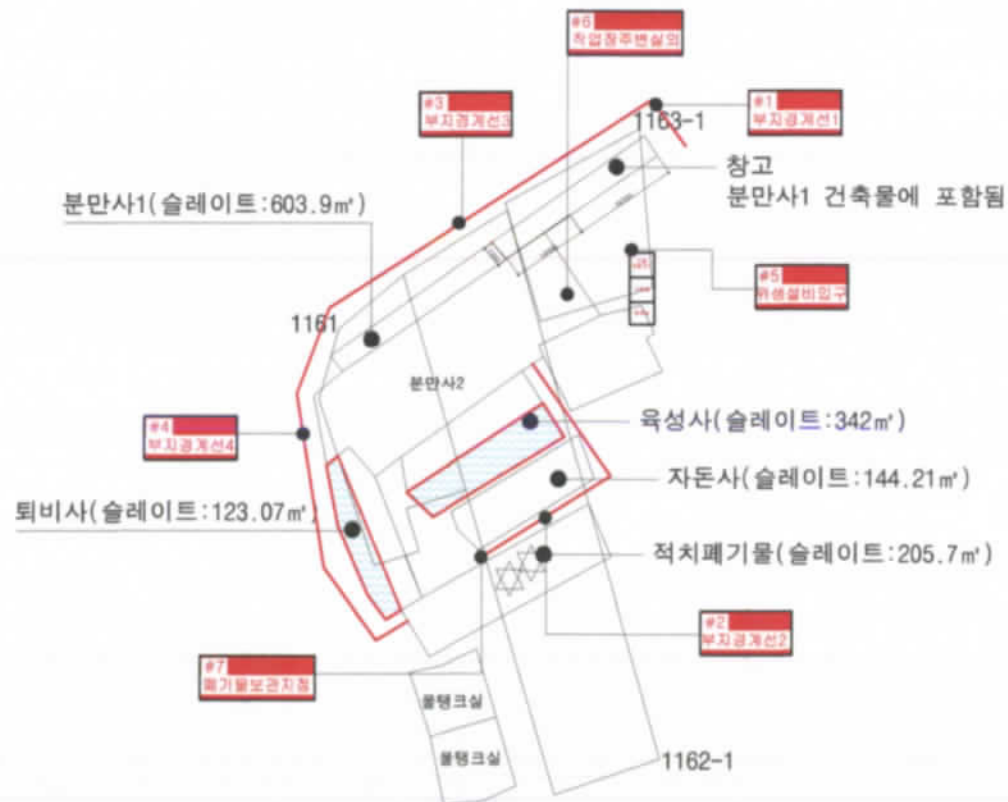 #6
작업장주변실외
#3
부지경계선3
#1
부지경계선1
1163-1
창고
분만사1 건축물에 포함됨
분만사1(슬레이트:603.9㎡)
#5
위생설비입구
1161
분만사2
#4
부지경계선4
육성사(슬레이트:342㎡)
자돈사(슬레이트:144.21㎡)
퇴비사(슬레이트:123.07㎡)
적치폐기물(슬레이트:205.7㎡)
#2
부지경계선2
#7
폐기물보관지점
물탱크실
물탱크실
1162-1